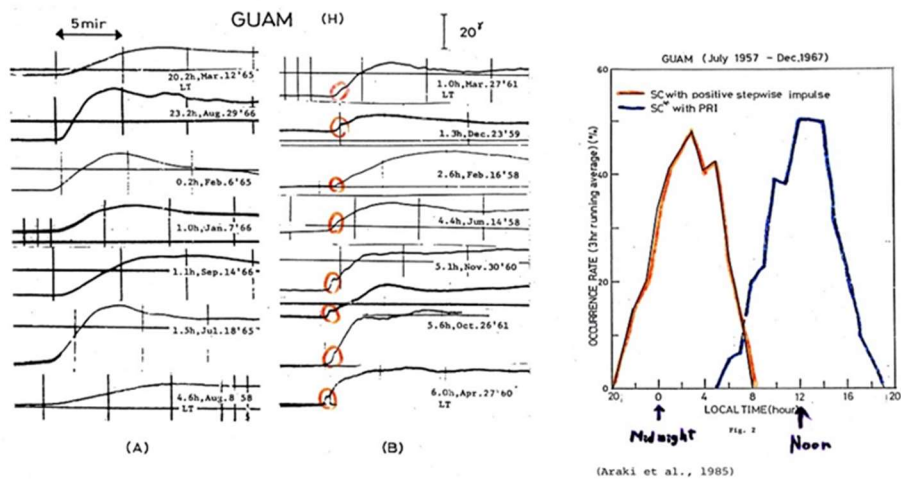 GUAM (H)
5mir
20γ
20.2h,Mar.12'65
LT
23.2h,Aug.29'66
0.2h,Feb.6'65
1.0h,Jan.7'66
1.1h,Sep.14'66
1.5h,Jul.18'65
4.6h,Aug.8 58
LT
(A)
1.0h,Mar.27'61
LT
1.3h,Dec.23'59
2.6h,Feb.16'58
4.4h,Jun.14'58
5.1h,Nov.30'60
5.6h,Oct.26'61
6.0h,Apr.27'60
LT
(B)
GUAM (July 1957 - Dec,1967)
SC with positive stepwise impulse
SC* with PRI
OCCURRENCE RATE (3hr running average) (%)
60
40
20
0
20 0 4 8 12 16 20
LOCAL TIME (hour)
Fig. 2
Midnight
Noon
(Araki et al., 1985)